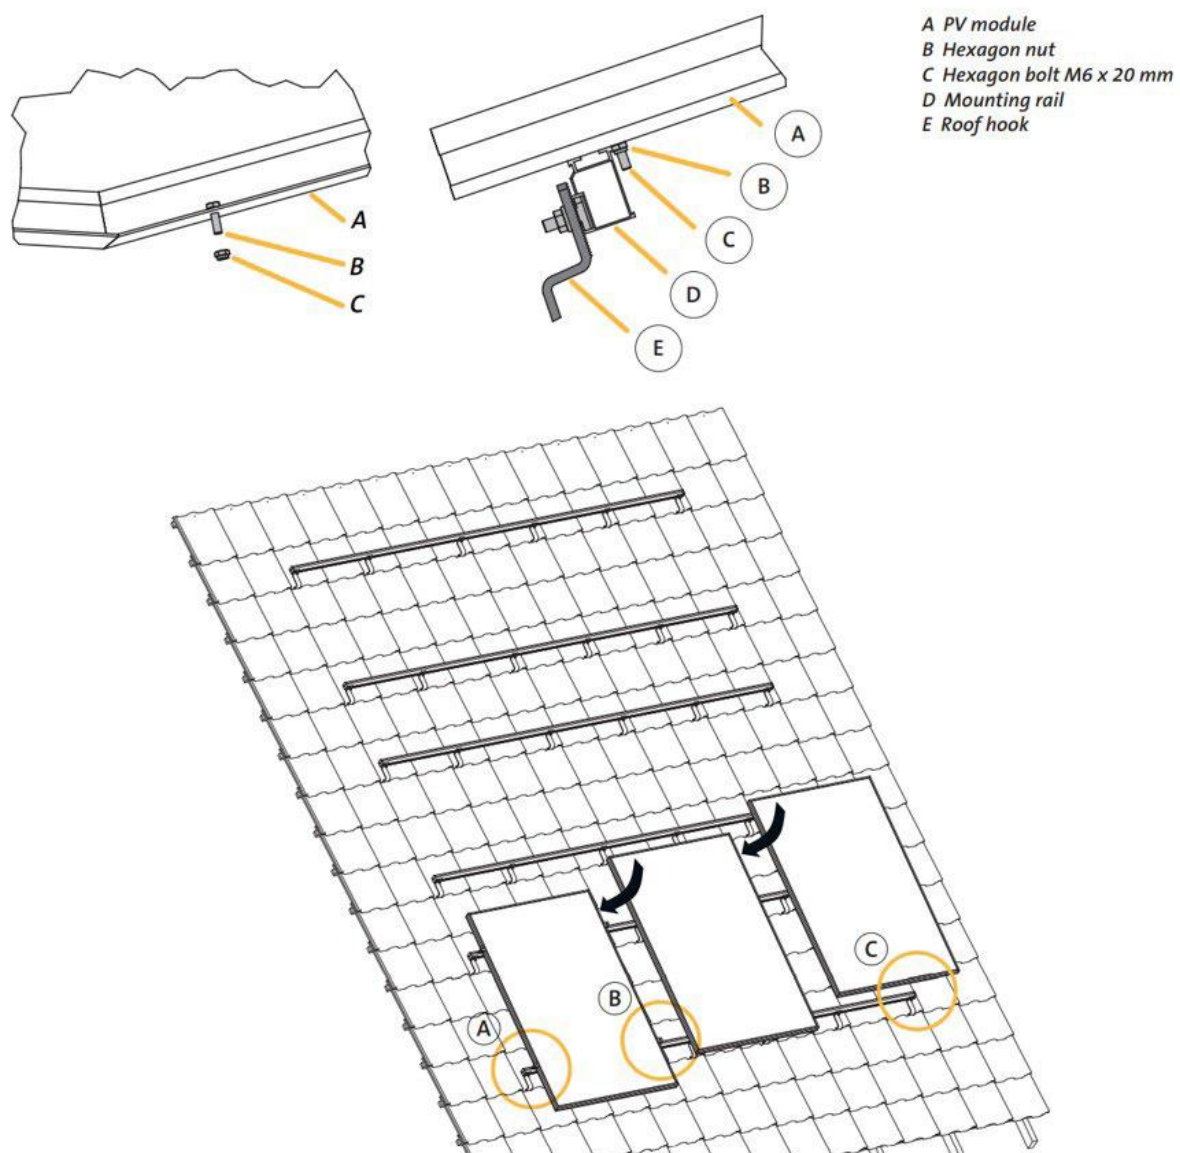 A PV module
B Hexagon nut
C Hexagon bolt M6 x 20 mm
D Mounting rail
E Roof hook
A
B
C
A
B
C
D
E
A
B
C